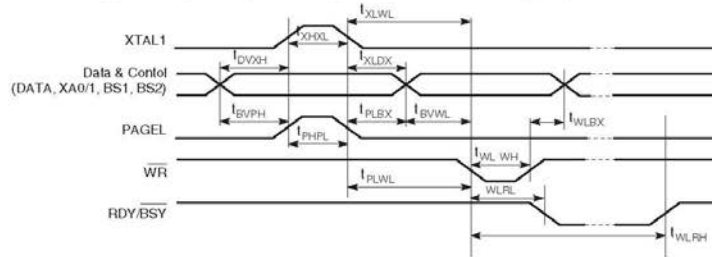 tXLWL
XTAL1
tXHXL
tDVXH
tXLDX
Data & Contol
(DATA, XA0/1, BS1, BS2)
tBVPH
tPLBX
tBVWL
tWLBX
PAGEL
tPHPL
tWL WH
WR
tPLWL
WLRL
RDY/BSY
tWLRH